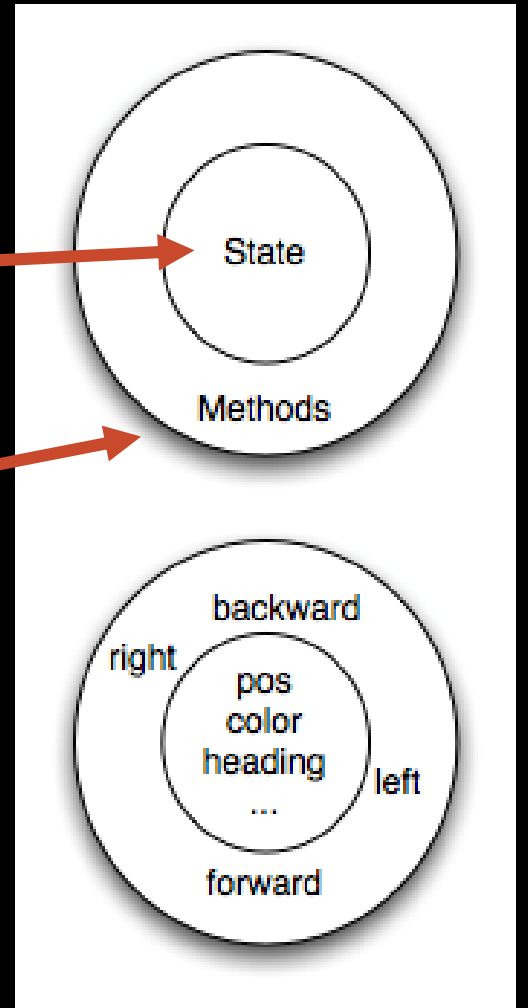 State
Methods
backward
right
pos
color
heading
left
...
forward